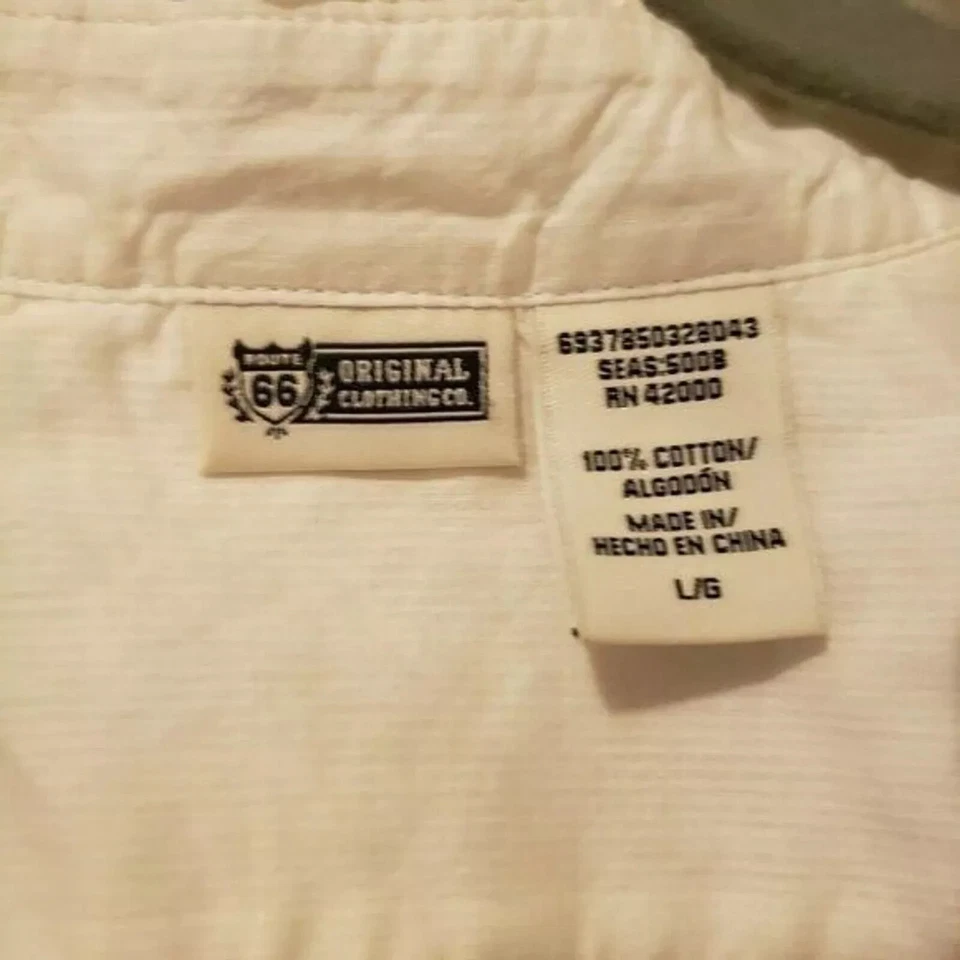 ROUTE
66
ORIGINAL
CLOTHING CO.
6937850328043
SEAS:500B
RN 42000
100% COTTON/
ALGODÓN
MADE IN/
HECHO EN CHINA
L/G